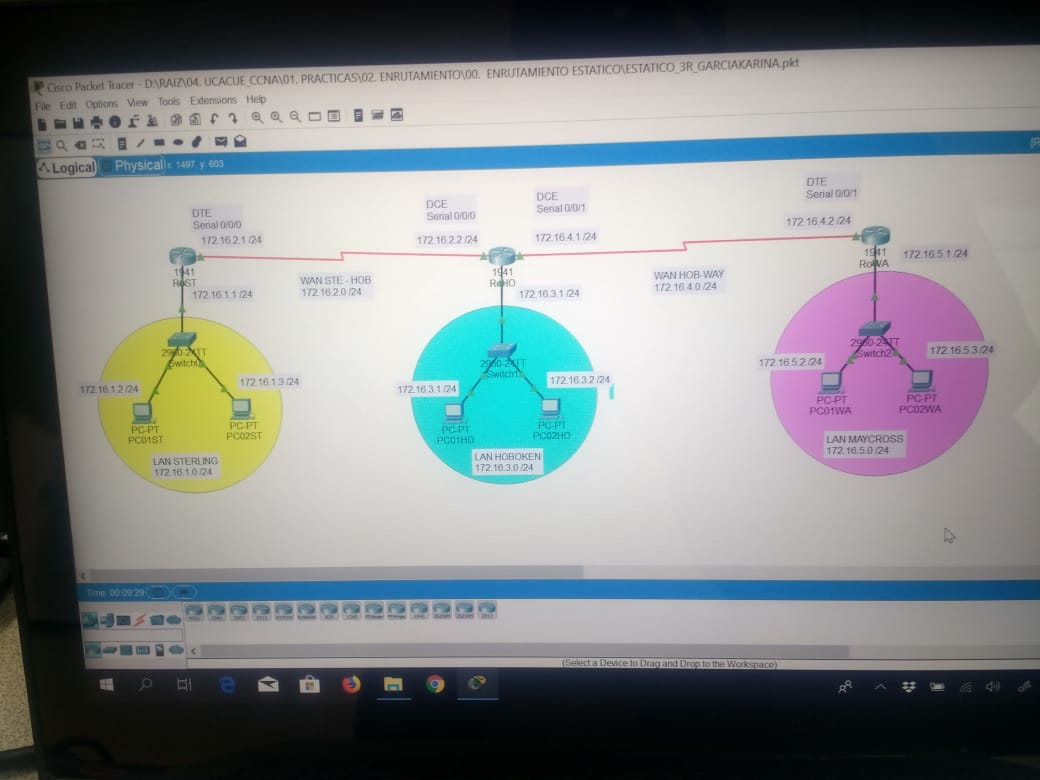 Cisco Packet Tracer - D:\RAIZ\04. UCACUE_CCNA\01. PRACTICAS\02. ENRUTAMIENTO\00. ENRUTAMIENTO ESTATICO\ESTATICO_3R_GARCIAKARINA.pkt
File Edit Options View Tools Extensions Help
Logical Physical x: 1497, y: 603
DTE
Serial 0/0/0
172.16.2.1 /24
DCE
Serial 0/0/0
172.16.2.2 /24
DCE
Serial 0/0/1
172.16.4.1 /24
DTE
Serial 0/0/1
172.16.4.2 /24
1941
RoST
172.16.1.1 /24
WAN STE - HOB
172.16.2.0 /24
1941
RoHO
172.16.3.1 /24
WAN HOB-WAY
172.16.4.0 /24
1941
RoWA
172.16.5.1 /24
2960-24TT
Switch0
172.16.1.2 /24
172.16.1.3 /24
PC-PT
PC01ST
PC-PT
PC02ST
LAN STERLING
172.16.1.0 /24
2960-24TT
Switch1
172.16.3.1 /24
172.16.3.2 /24
PC-PT
PC01HO
PC-PT
PC02HO
LAN HOBOKEN
172.16.3.0 /24
2960-24TT
Switch2
172.16.5.2 /24
172.16.5.3 /24
PC-PT
PC01WA
PC-PT
PC02WA
LAN MAYCROSS
172.16.5.0 /24
Time: 00:09:29
(Select a Device to Drag and Drop to the Workspace)